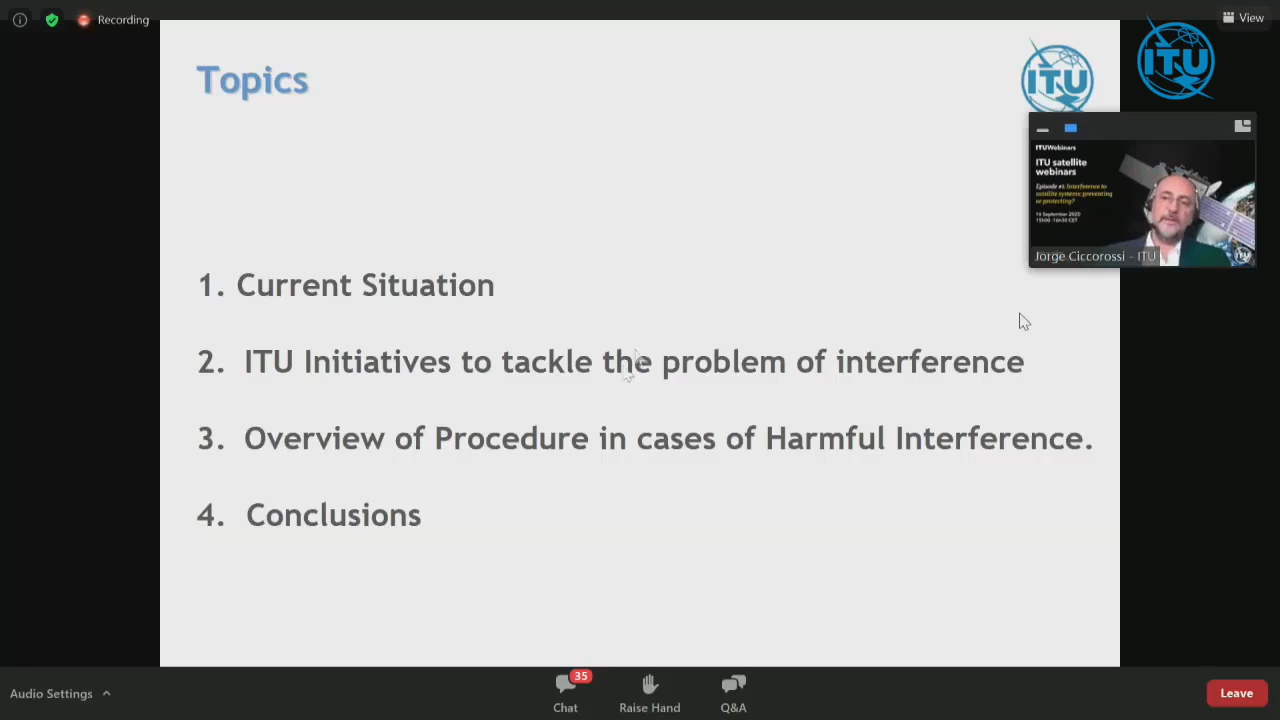 Recording
View
Topics
ITU
ITU
ITUWebinars
ITU satellite
webinars
Episode #1: Interference to
satellite systems: preventing
or protecting?
16 September 2020
15h00 -16h30 CET
Jorge Ciccorossi - ITU
1. Current Situation
2. ITU Initiatives to tackle the problem of interference
3. Overview of Procedure in cases of Harmful Interference.
4. Conclusions
Audio Settings
35
Chat
Raise Hand
Q&A
Leave